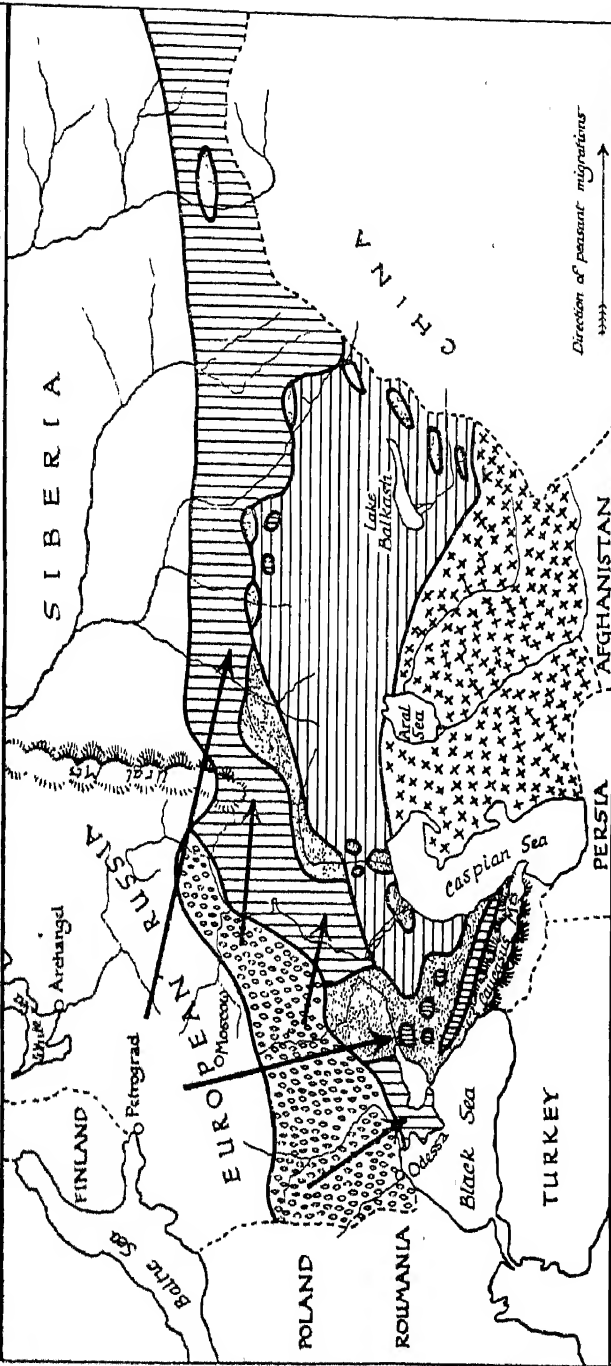 SIBERIA
EUROPEAN
RUSSIA
FINLAND
POLAND
ROUMANIA
TURKEY
PERSIA
AFGHANISTAN
CHINA
Baltic
Sea
White
Archangel
Petrograd
Moscow
Odessa
Black Sea
Caspian Sea
Caucasus Mts
Aral
Sea
Lake
Balkash
Ural
Mts
Direction of peasant migrations